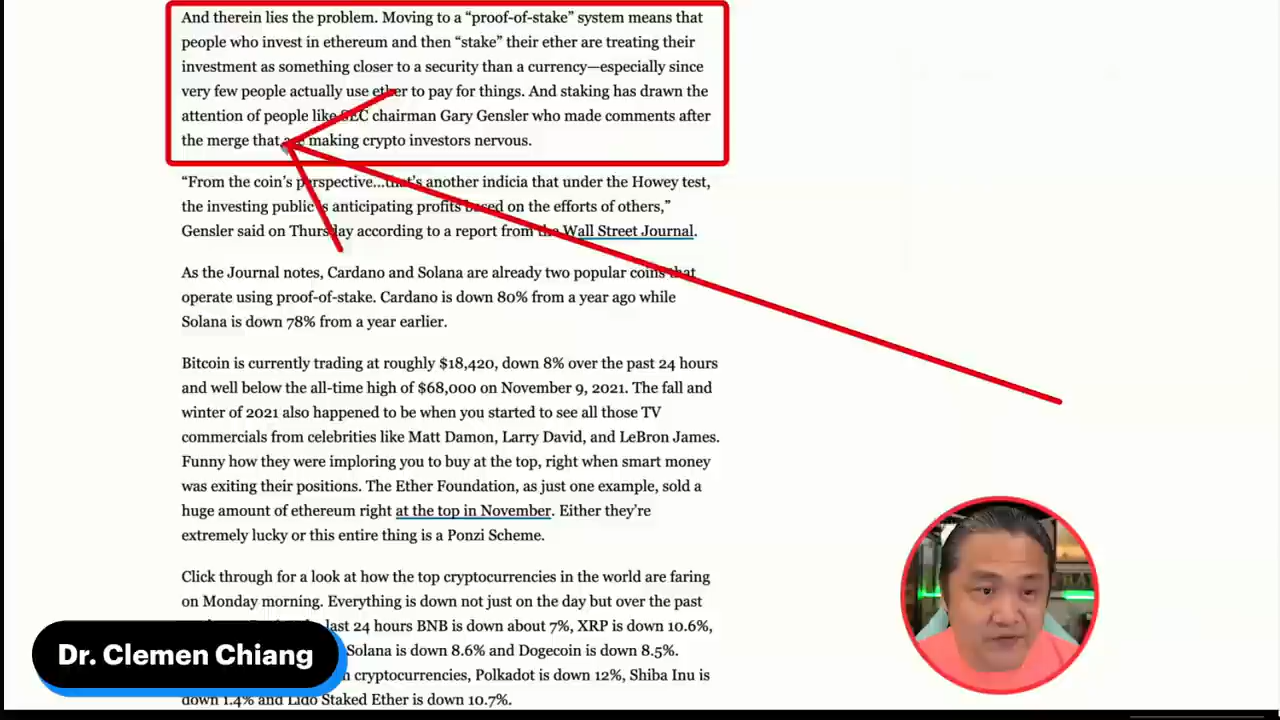 And therein lies the problem. Moving to a “proof-of-stake” system means that
people who invest in ethereum and then “stake” their ether are treating their
investment as something closer to a security than a currency—especially since
very few people actually use ether to pay for things. And staking has drawn the
attention of people like SEC chairman Gary Gensler who made comments after
the merge that are making crypto investors nervous.
“From the coin’s perspective…that’s another indicia that under the Howey test,
the investing public is anticipating profits based on the efforts of others,”
Gensler said on Thursday according to a report from the Wall Street Journal.
As the Journal notes, Cardano and Solana are already two popular coins that
operate using proof-of-stake. Cardano is down 80% from a year ago while
Solana is down 78% from a year earlier.
Bitcoin is currently trading at roughly $18,420, down 8% over the past 24 hours
and well below the all-time high of $68,000 on November 9, 2021. The fall and
winter of 2021 also happened to be when you started to see all those TV
commercials from celebrities like Matt Damon, Larry David, and LeBron James.
Funny how they were imploring you to buy at the top, right when smart money
was exiting their positions. The Ether Foundation, as just one example, sold a
huge amount of ethereum right at the top in November. Either they’re
extremely lucky or this entire thing is a Ponzi Scheme.
Click through for a look at how the top cryptocurrencies in the world are faring
on Monday morning. Everything is down not just on the day but over the past
last 24 hours BNB is down about 7%, XRP is down 10.6%,
Solana is down 8.6% and Dogecoin is down 8.5%.
cryptocurrencies, Polkadot is down 12%, Shiba Inu is
down 1.4% and Lido Staked Ether is down 10.7%.
Dr. Clemen Chiang